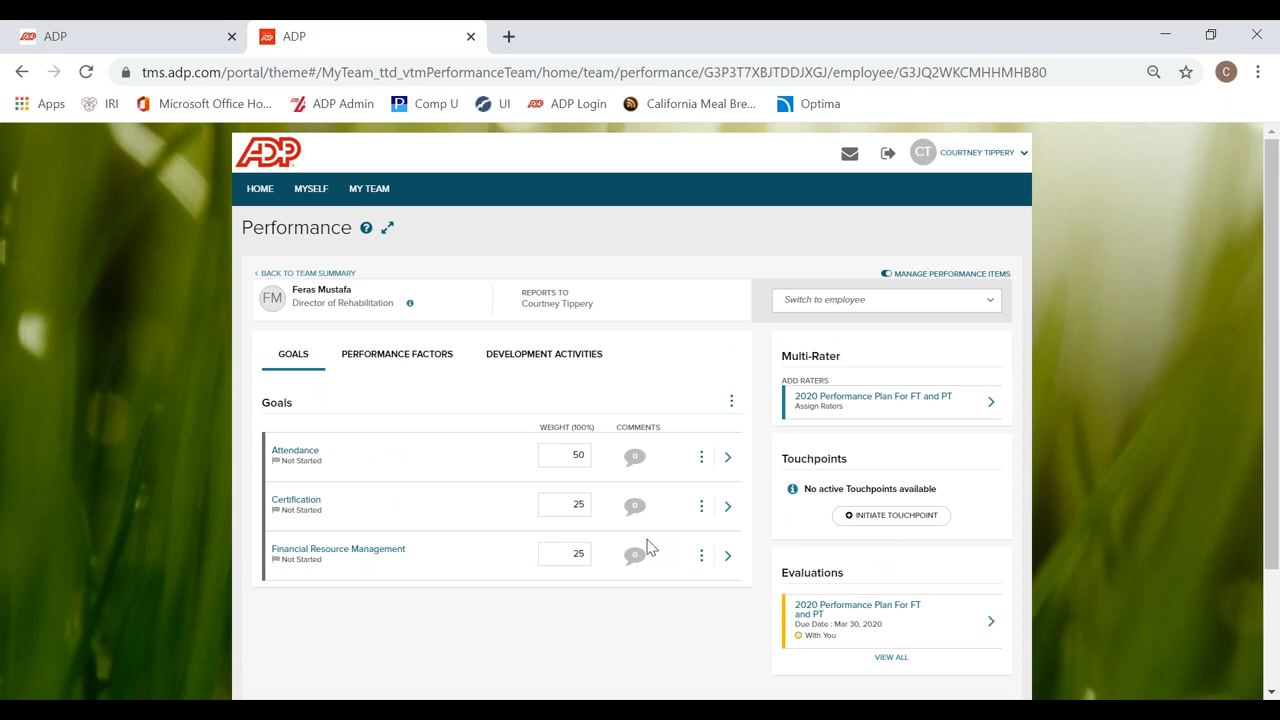 ADP
ADP
tms.adp.com/portal/theme#/MyTeam_ttd_vtmPerformanceTeam/home/team/performance/G3P3T7XBJTDDJXGJ/employee/G3JQ2WKCMHHMHB80
C
Apps
IRI
Microsoft Office Ho...
ADP Admin
Comp U
UI
ADP Login
California Meal Bre...
Optima
ADP
CT
COURTNEY TIPPERY
HOME
MYSELF
MY TEAM
Performance
BACK TO TEAM SUMMARY
MANAGE PERFORMANCE ITEMS
FM
Feras Mustafa
Director of Rehabilitation
REPORTS TO
Courtney Tippery
Switch to employee
GOALS
PERFORMANCE FACTORS
DEVELOPMENT ACTIVITIES
Goals
WEIGHT (100%)
COMMENTS
Attendance
Not Started
50
0
Certification
Not Started
25
0
Financial Resource Management
Not Started
25
0
Multi-Rater
ADD RATERS
2020 Performance Plan For FT and PT
Assign Raters
Touchpoints
No active Touchpoints available
INITIATE TOUCHPOINT
Evaluations
2020 Performance Plan For FT
and PT
Due Date : Mar 30, 2020
With You
VIEW ALL